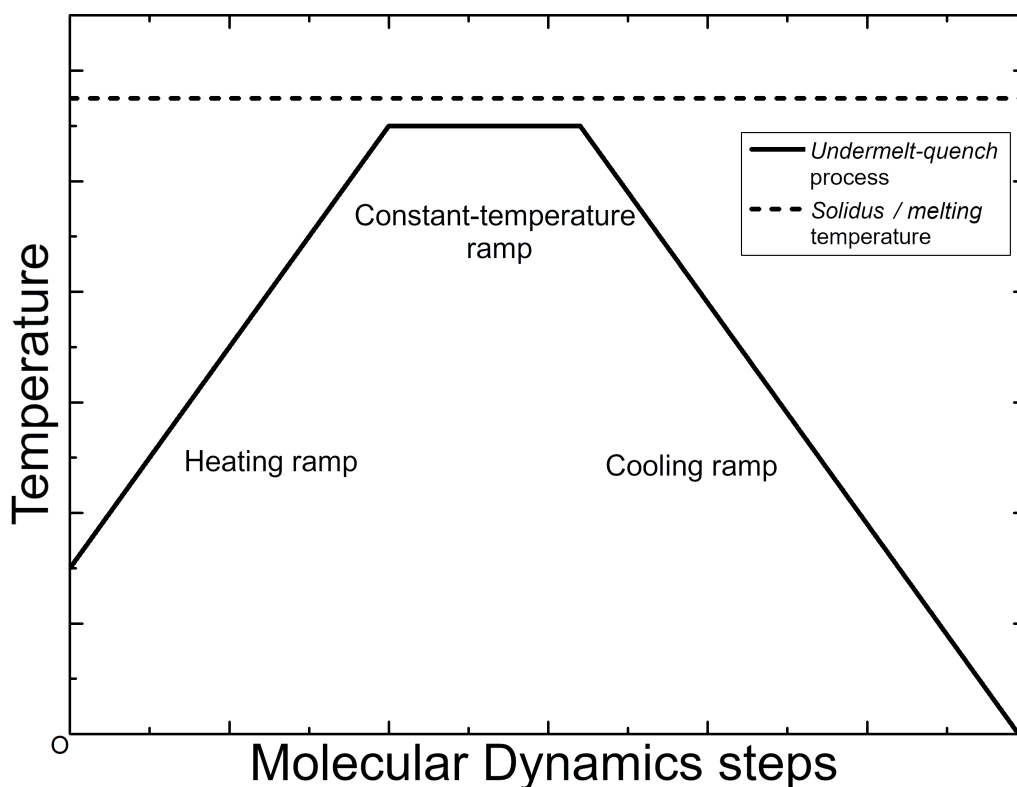 Undermelt-quench
process
Solidus / melting
temperature
Constant-temperature
ramp
Heating ramp
Cooling ramp
Temperature
O
Molecular Dynamics steps